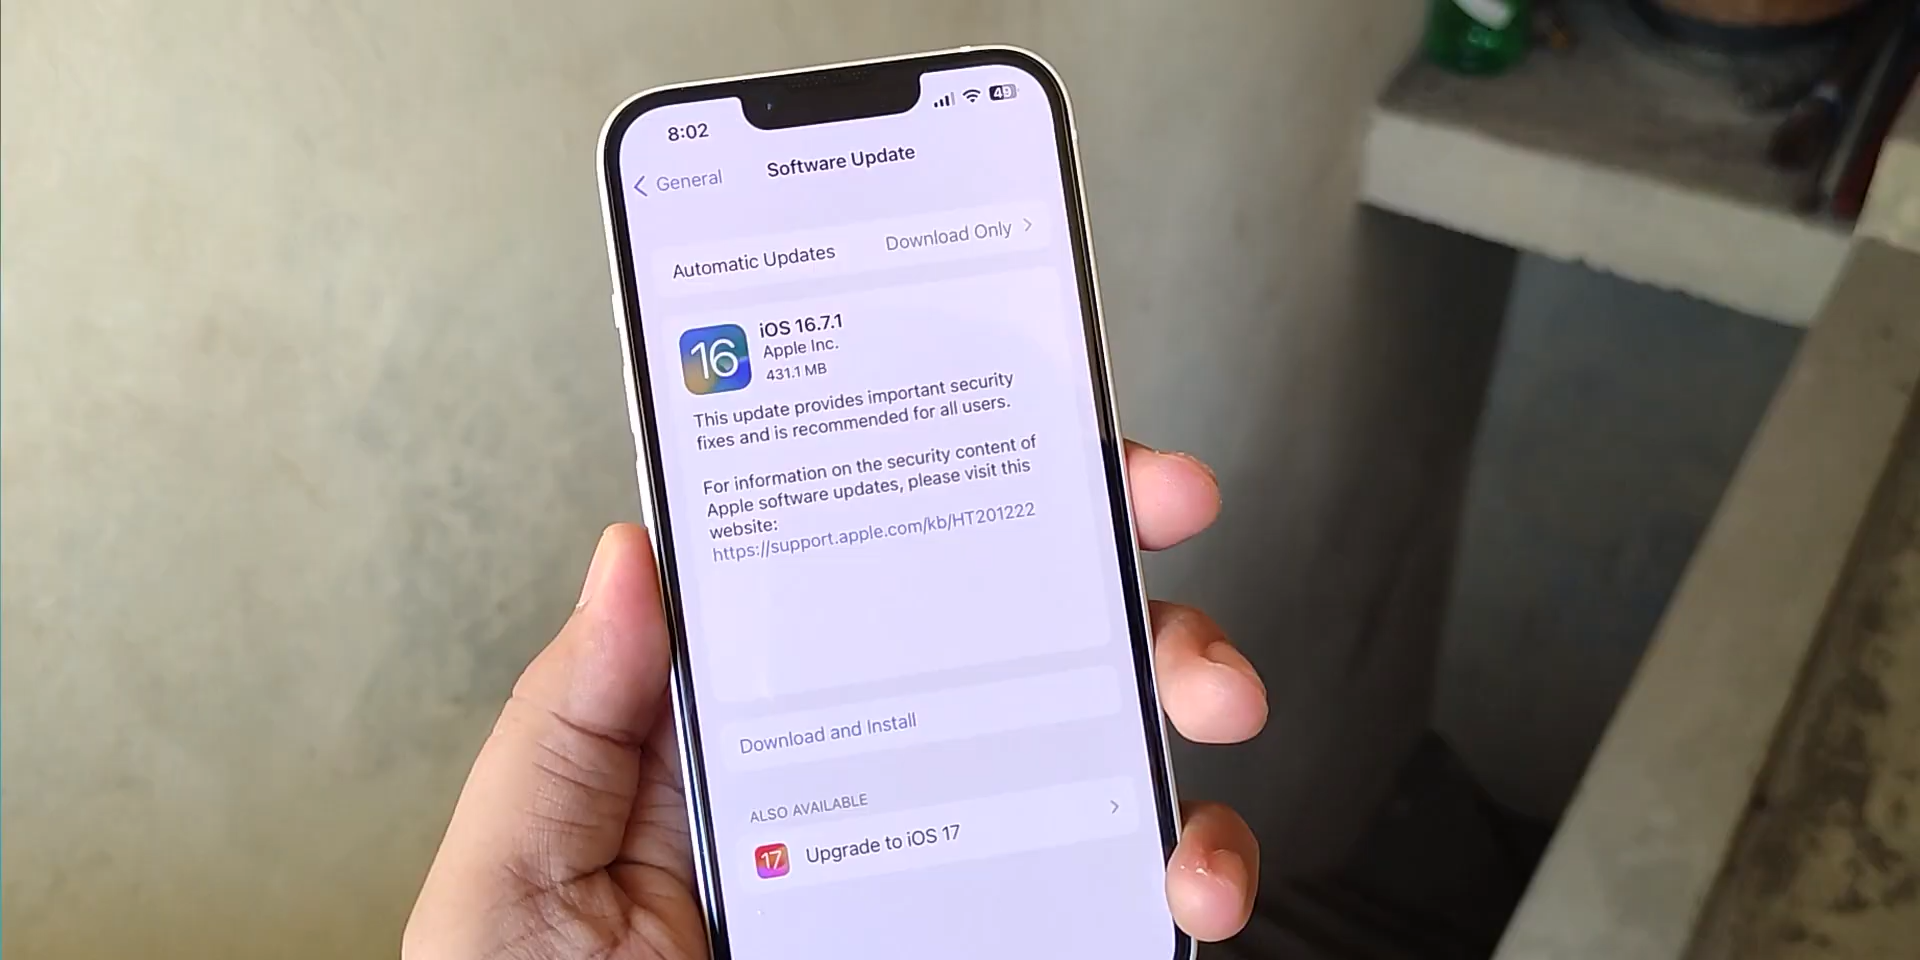 8:02
49
General
Software Update
Automatic Updates
Download Only
16
iOS 16.7.1
Apple Inc.
431.1 MB
This update provides important security
fixes and is recommended for all users.
For information on the security content of
Apple software updates, please visit this
website:
https://support.apple.com/kb/HT201222
Download and Install
ALSO AVAILABLE
17
Upgrade to iOS 17